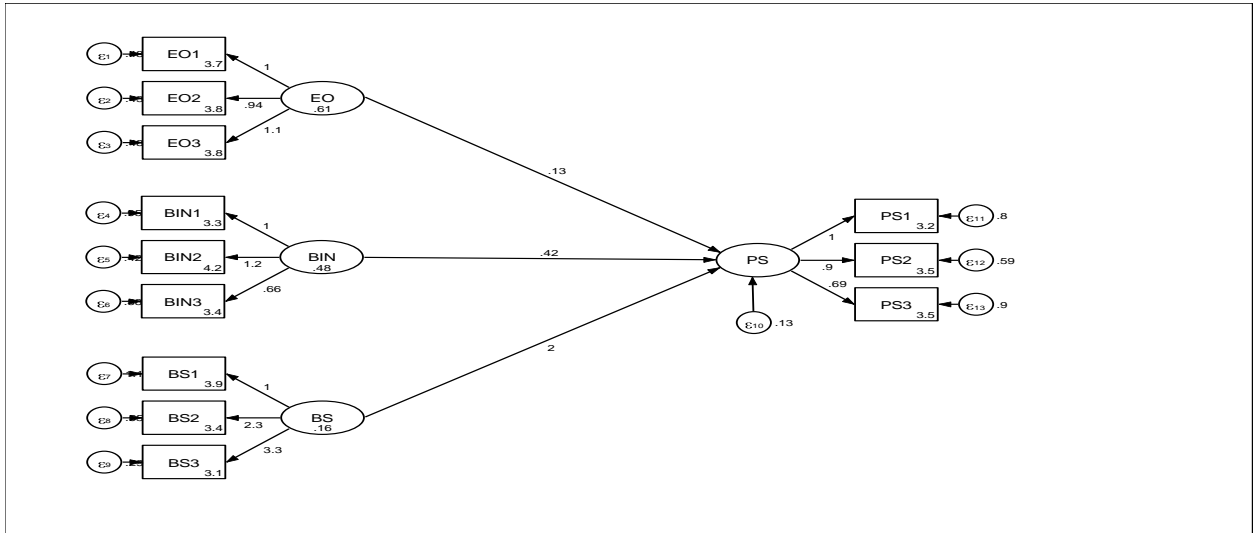 ε1 EO1 3.7
1
ε2 EO2 3.8
.94
EO .61
ε3 EO3 3.8
1.1
.13
ε4 BIN1 3.3
1
ε5 BIN2 4.2
1.2
BIN .48
.42
ε6 BIN3 3.4
.66
PS
ε10 .13
1
PS1 3.2
ε11 .8
.9
PS2 3.5
ε12 .59
.69
PS3 3.5
ε13 .9
ε7 BS1 3.9
1
ε8 BS2 3.4
2.3
BS .16
2
ε9 BS3 3.1
3.3